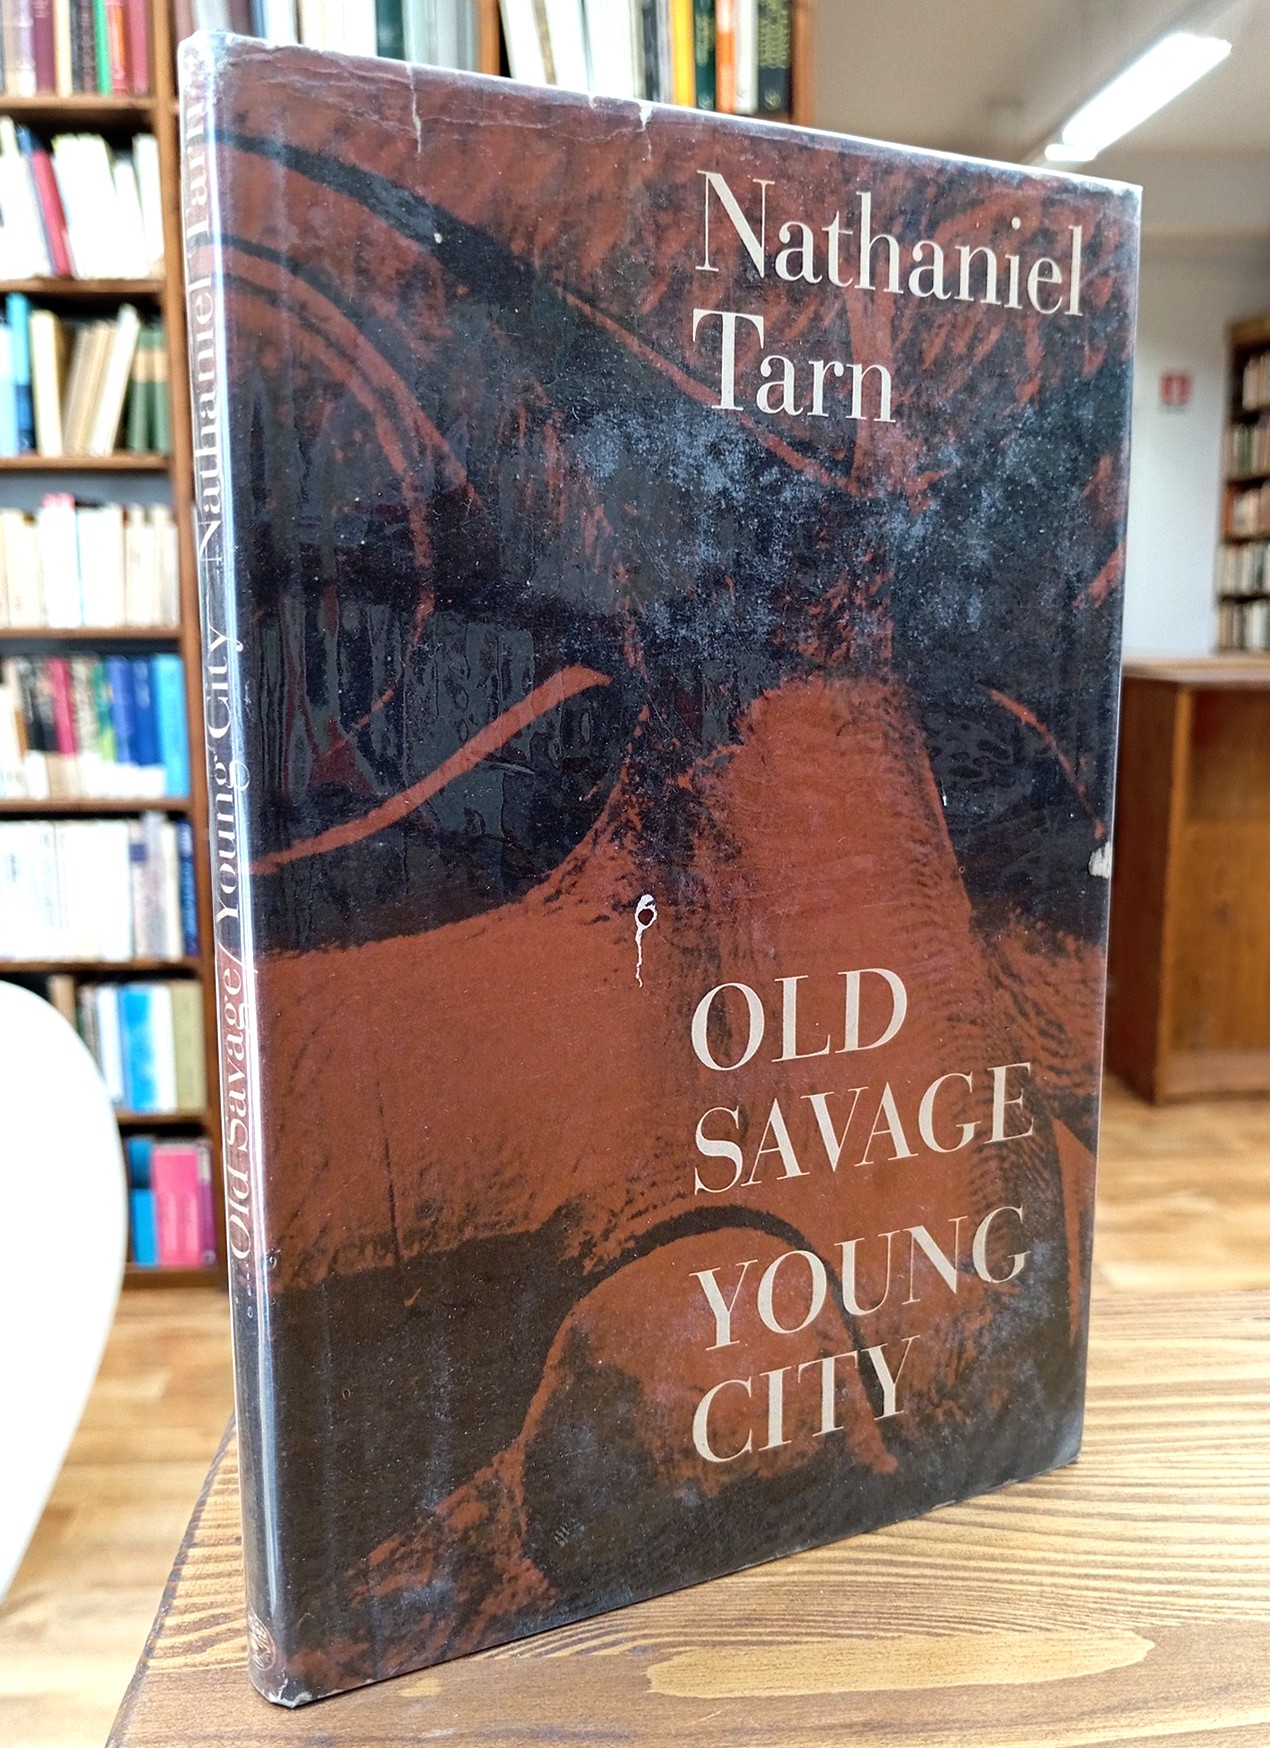 Nathaniel
Tarn
OLD
SAVAGE
YOUNG
CITY
Old Savage/Young City Nathaniel Tarn